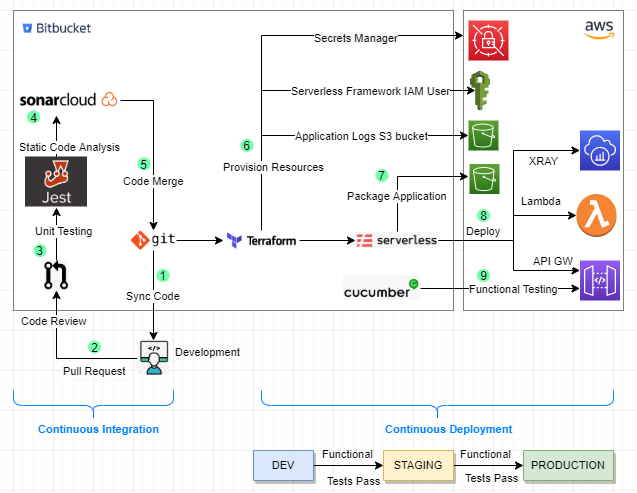 Bitbucket
aws
Secrets Manager
Serverless Framework IAM User
sonarcloud
4
Application Logs S3 bucket
Static Code Analysis
5
6
XRAY
Code Merge
Provision Resources
7
Jest
Package Application
8
Lambda
Unit Testing
git
Terraform
serverless
Deploy
3
API GW
1
9
Sync Code
cucumber
Functional Testing
Code Review
2
</>
Development
Pull Request
Continuous Integration
Continuous Deployment
DEV
Functional
Tests Pass
STAGING
Functional
Tests Pass
PRODUCTION